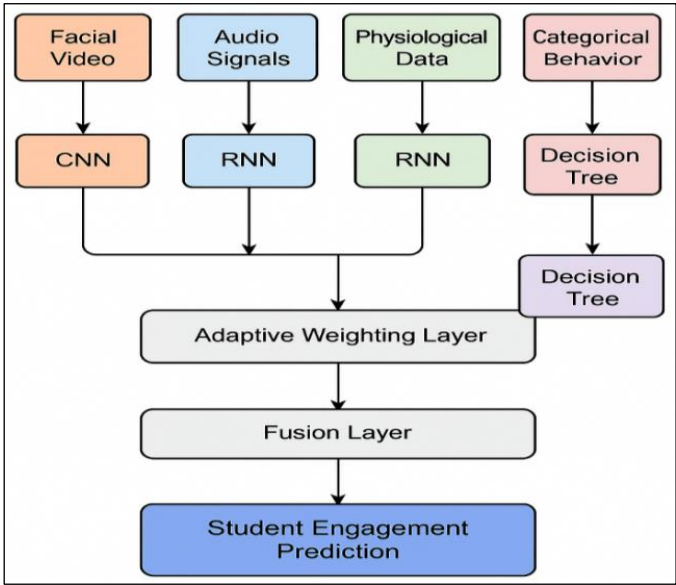 Facial
Video
Audio
Signals
Physiological
Data
Categorical
Behavior
CNN
RNN
RNN
Decision
Tree
Decision
Tree
Adaptive Weighting Layer
Fusion Layer
Student Engagement
Prediction